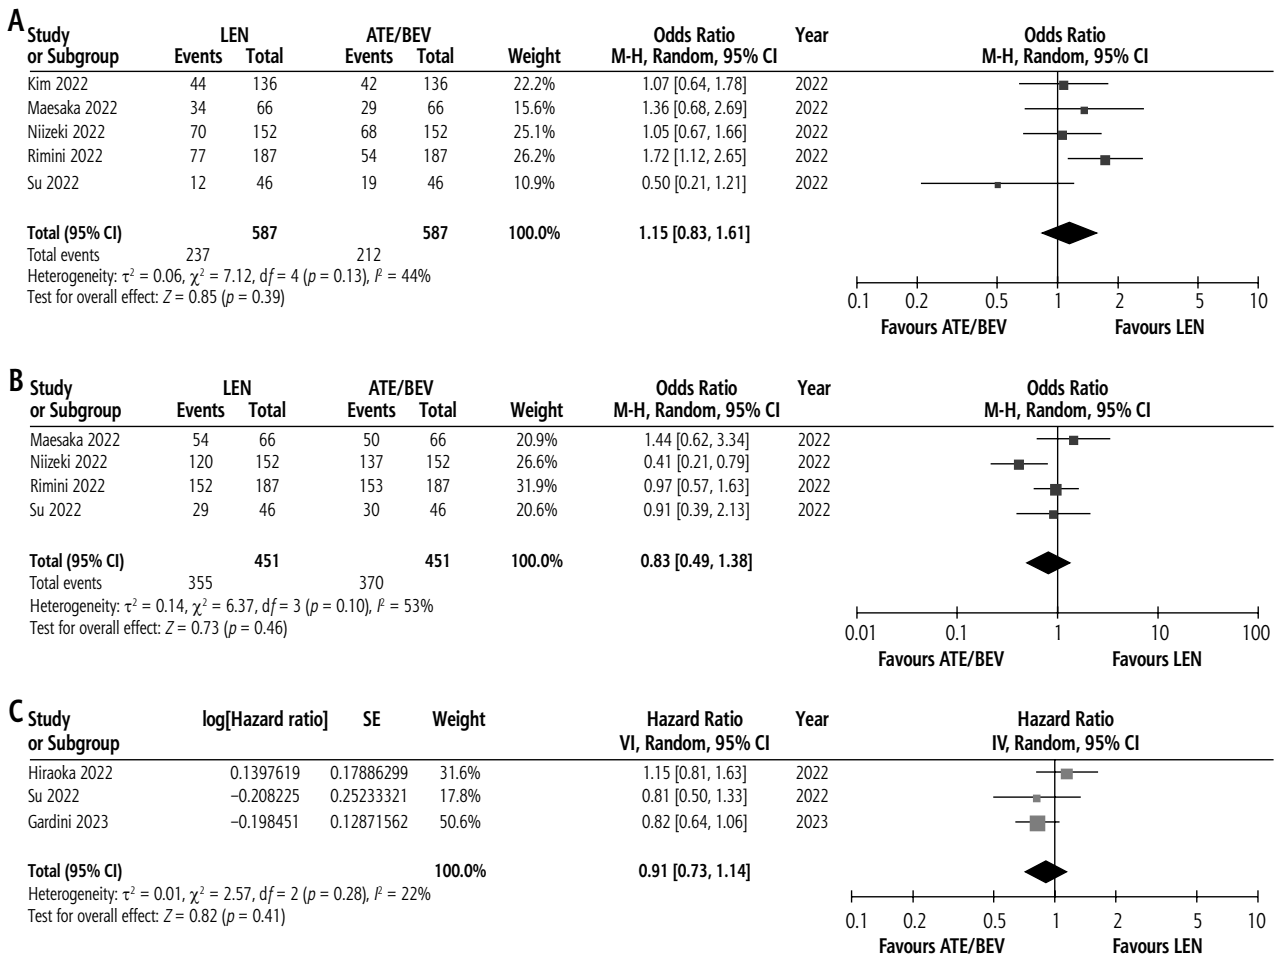 A Study LEN ATE/BEV Odds Ratio Year Odds Ratio
or Subgroup Events Total Events Total Weight M-H, Random, 95% CI M-H, Random, 95% CI
Kim 2022 44 136 42 136 22.2% 1.07 [0.64, 1.78] 2022
Maesaka 2022 34 66 29 66 15.6% 1.36 [0.68, 2.69] 2022
Niizeki 2022 70 152 68 152 25.1% 1.05 [0.67, 1.66] 2022
Rimini 2022 77 187 54 187 26.2% 1.72 [1.12, 2.65] 2022
Su 2022 12 46 19 46 10.9% 0.50 [0.21, 1.21] 2022
Total (95% CI) 587 587 100.0% 1.15 [0.83, 1.61]
Total events 237 212
Heterogeneity: τ² = 0.06, χ² = 7.12, df = 4 (p = 0.13), I² = 44%
Test for overall effect: Z = 0.85 (p = 0.39)
0.1 0.2 0.5 1 2 5 10
Favours ATE/BEV Favours LEN
B Study LEN ATE/BEV Odds Ratio Year Odds Ratio
or Subgroup Events Total Events Total Weight M-H, Random, 95% CI M-H, Random, 95% CI
Maesaka 2022 54 66 50 66 20.9% 1.44 [0.62, 3.34] 2022
Niizeki 2022 120 152 137 152 26.6% 0.41 [0.21, 0.79] 2022
Rimini 2022 152 187 153 187 31.9% 0.97 [0.57, 1.63] 2022
Su 2022 29 46 30 46 20.6% 0.91 [0.39, 2.13] 2022
Total (95% CI) 451 451 100.0% 0.83 [0.49, 1.38]
Total events 355 370
Heterogeneity: τ² = 0.14, χ² = 6.37, df = 3 (p = 0.10), I² = 53%
Test for overall effect: Z = 0.73 (p = 0.46)
0.01 0.1 1 10 100
Favours ATE/BEV Favours LEN
C Study log[Hazard ratio] SE Weight Hazard Ratio Year Hazard Ratio
or Subgroup VI, Random, 95% CI IV, Random, 95% CI
Hiraoka 2022 0.1397619 0.17886299 31.6% 1.15 [0.81, 1.63] 2022
Su 2022 −0.208225 0.25233321 17.8% 0.81 [0.50, 1.33] 2022
Gardini 2023 −0.198451 0.12871562 50.6% 0.82 [0.64, 1.06] 2023
Total (95% CI) 100.0% 0.91 [0.73, 1.14]
Heterogeneity: τ² = 0.01, χ² = 2.57, df = 2 (p = 0.28), I² = 22%
Test for overall effect: Z = 0.82 (p = 0.41)
0.1 0.2 0.5 1 2 5 10
Favours ATE/BEV Favours LEN